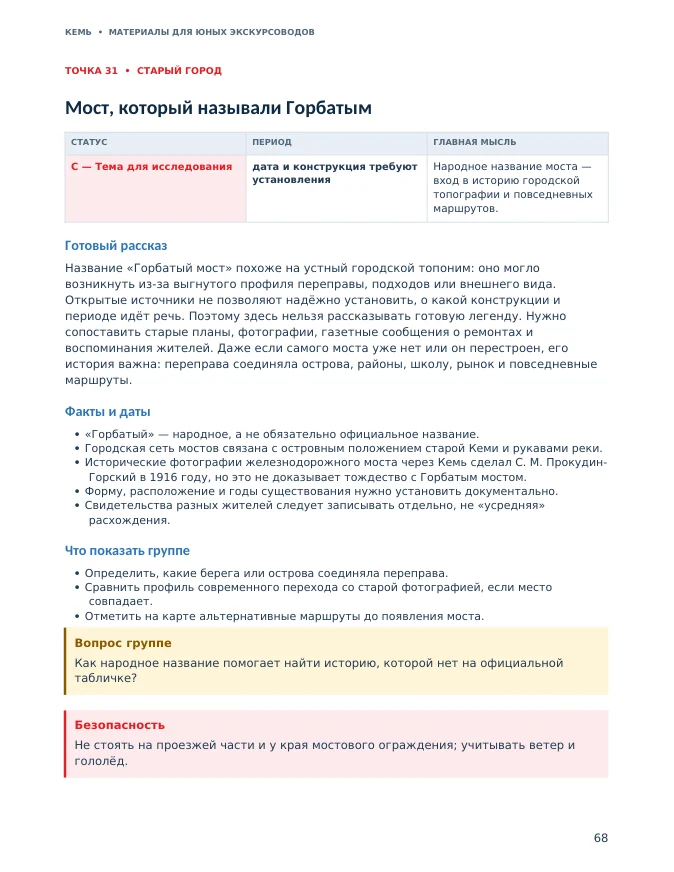 КЕМЬ • МАТЕРИАЛЫ ДЛЯ ЮНЫХ ЭКСКУРСОВОДОВ
ТОЧКА 31 • СТАРЫЙ ГОРОД
Мост, который называли Горбатым
СТАТУС
ПЕРИОД
ГЛАВНАЯ МЫСЛЬ
С — Тема для исследования
дата и конструкция требуют
установления
Народное название моста —
вход в историю городской
топографии и повседневных
маршрутов.
Готовый рассказ
Название «Горбатый мост» похоже на устный городской топоним: оно могло
возникнуть из-за выгнутого профиля переправы, подходов или внешнего вида.
Открытые источники не позволяют надёжно установить, о какой конструкции и
периоде идёт речь. Поэтому здесь нельзя рассказывать готовую легенду. Нужно
сопоставить старые планы, фотографии, газетные сообщения о ремонтах и
воспоминания жителей. Даже если самого моста уже нет или он перестроен, его
история важна: переправа соединяла острова, районы, школу, рынок и повседневные
маршруты.
Факты и даты
• «Горбатый» — народное, а не обязательно официальное название.
• Городская сеть мостов связана с островным положением старой Кеми и рукавами реки.
• Исторические фотографии железнодорожного моста через Кемь сделал С. М. Прокудин-
Горский в 1916 году, но это не доказывает тождество с Горбатым мостом.
• Форму, расположение и годы существования нужно установить документально.
• Свидетельства разных жителей следует записывать отдельно, не «усредняя»
расхождения.
Что показать группе
• Определить, какие берега или острова соединяла переправа.
• Сравнить профиль современного перехода со старой фотографией, если место
совпадает.
• Отметить на карте альтернативные маршруты до появления моста.
Вопрос группе
Как народное название помогает найти историю, которой нет на официальной
табличке?
Безопасность
Не стоять на проезжей части и у края мостового ограждения; учитывать ветер и
гололёд.
68